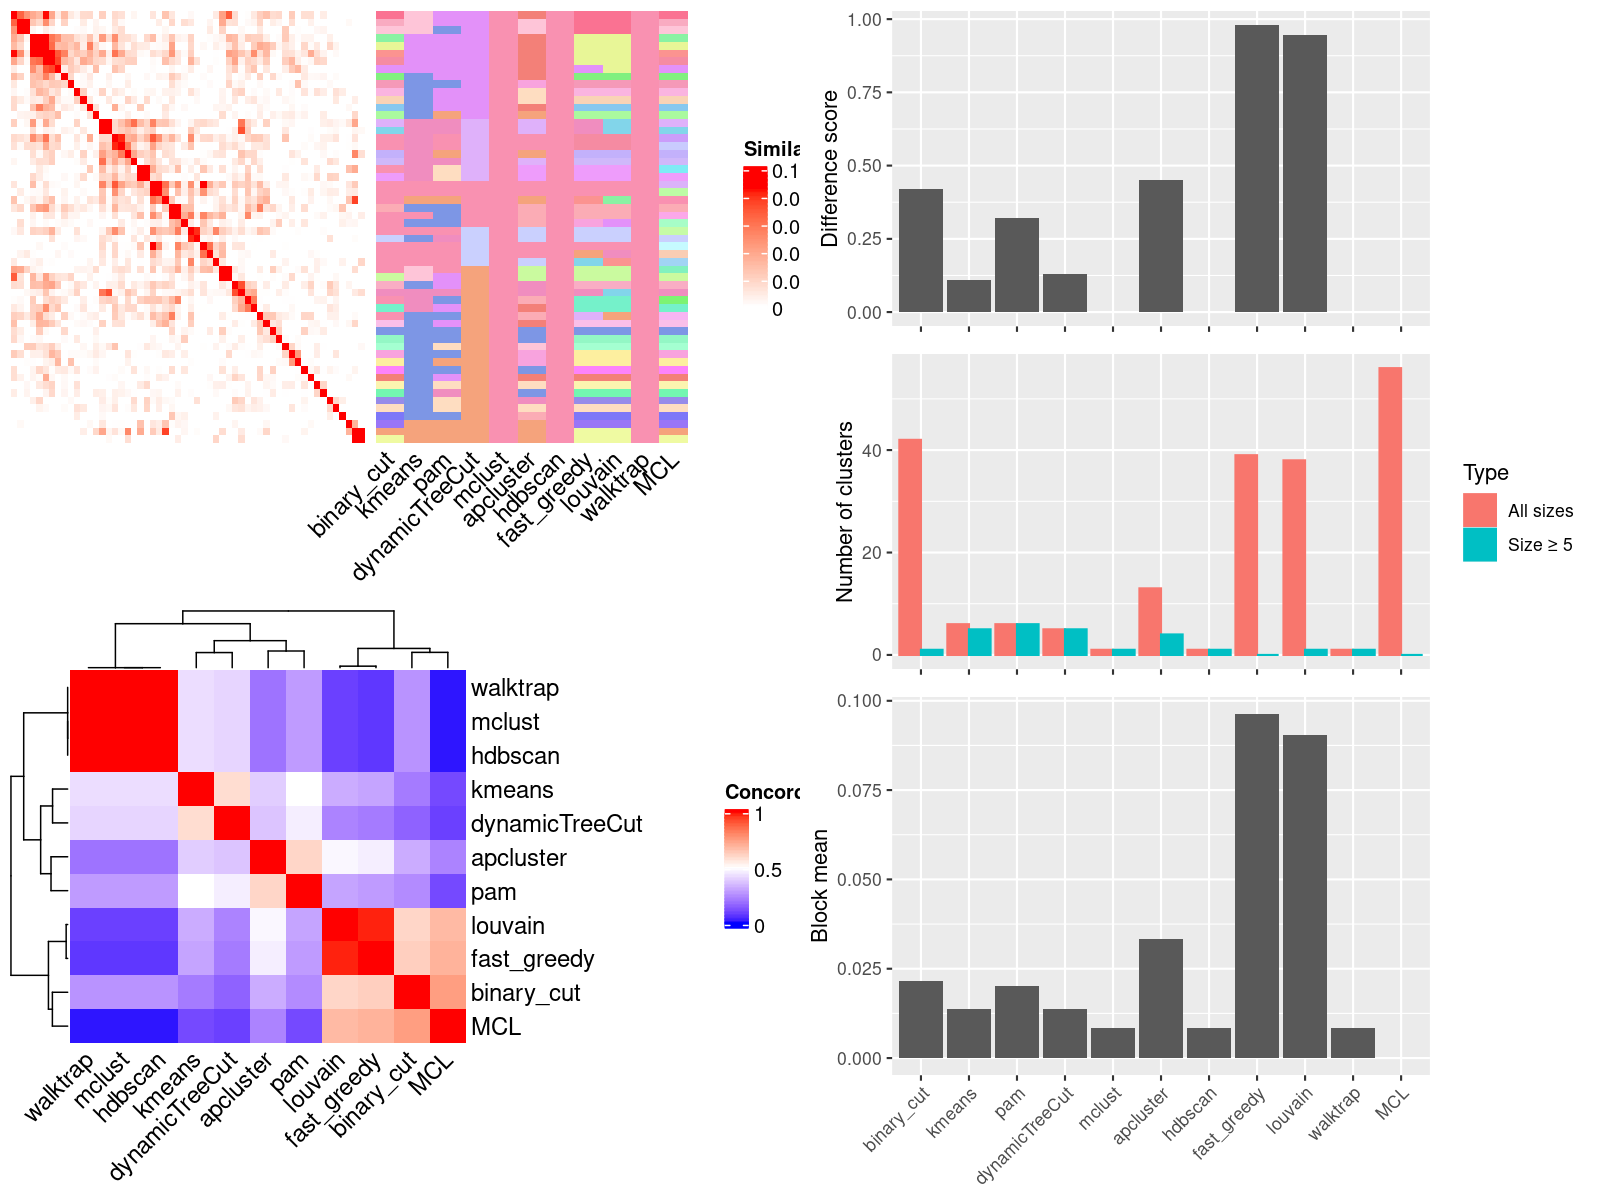 Simila
0.1
0.0
0.0
0.0
0.0
0
binary_cut
kmeans
pam
dynamicTreeCut
mclust
apcluster
hdbscan
fast_greedy
louvain
walktrap
MCL
walktrap
mclust
hdbscan
kmeans
dynamicTreeCut
apcluster
pam
louvain
fast_greedy
binary_cut
MCL
walktrap
mclust
hdbscan
kmeans
dynamicTreeCut
apcluster
pam
louvain
fast_greedy
binary_cut
MCL
Concord
1
0.5
0
Difference score
1.00
0.75
0.50
0.25
0.00
Number of clusters
40
20
0
Type
All sizes
Size ≥ 5
Block mean
0.100
0.075
0.050
0.025
0.000
binary_cut
kmeans
pam
dynamicTreeCut
mclust
apcluster
hdbscan
fast_greedy
louvain
walktrap
MCL